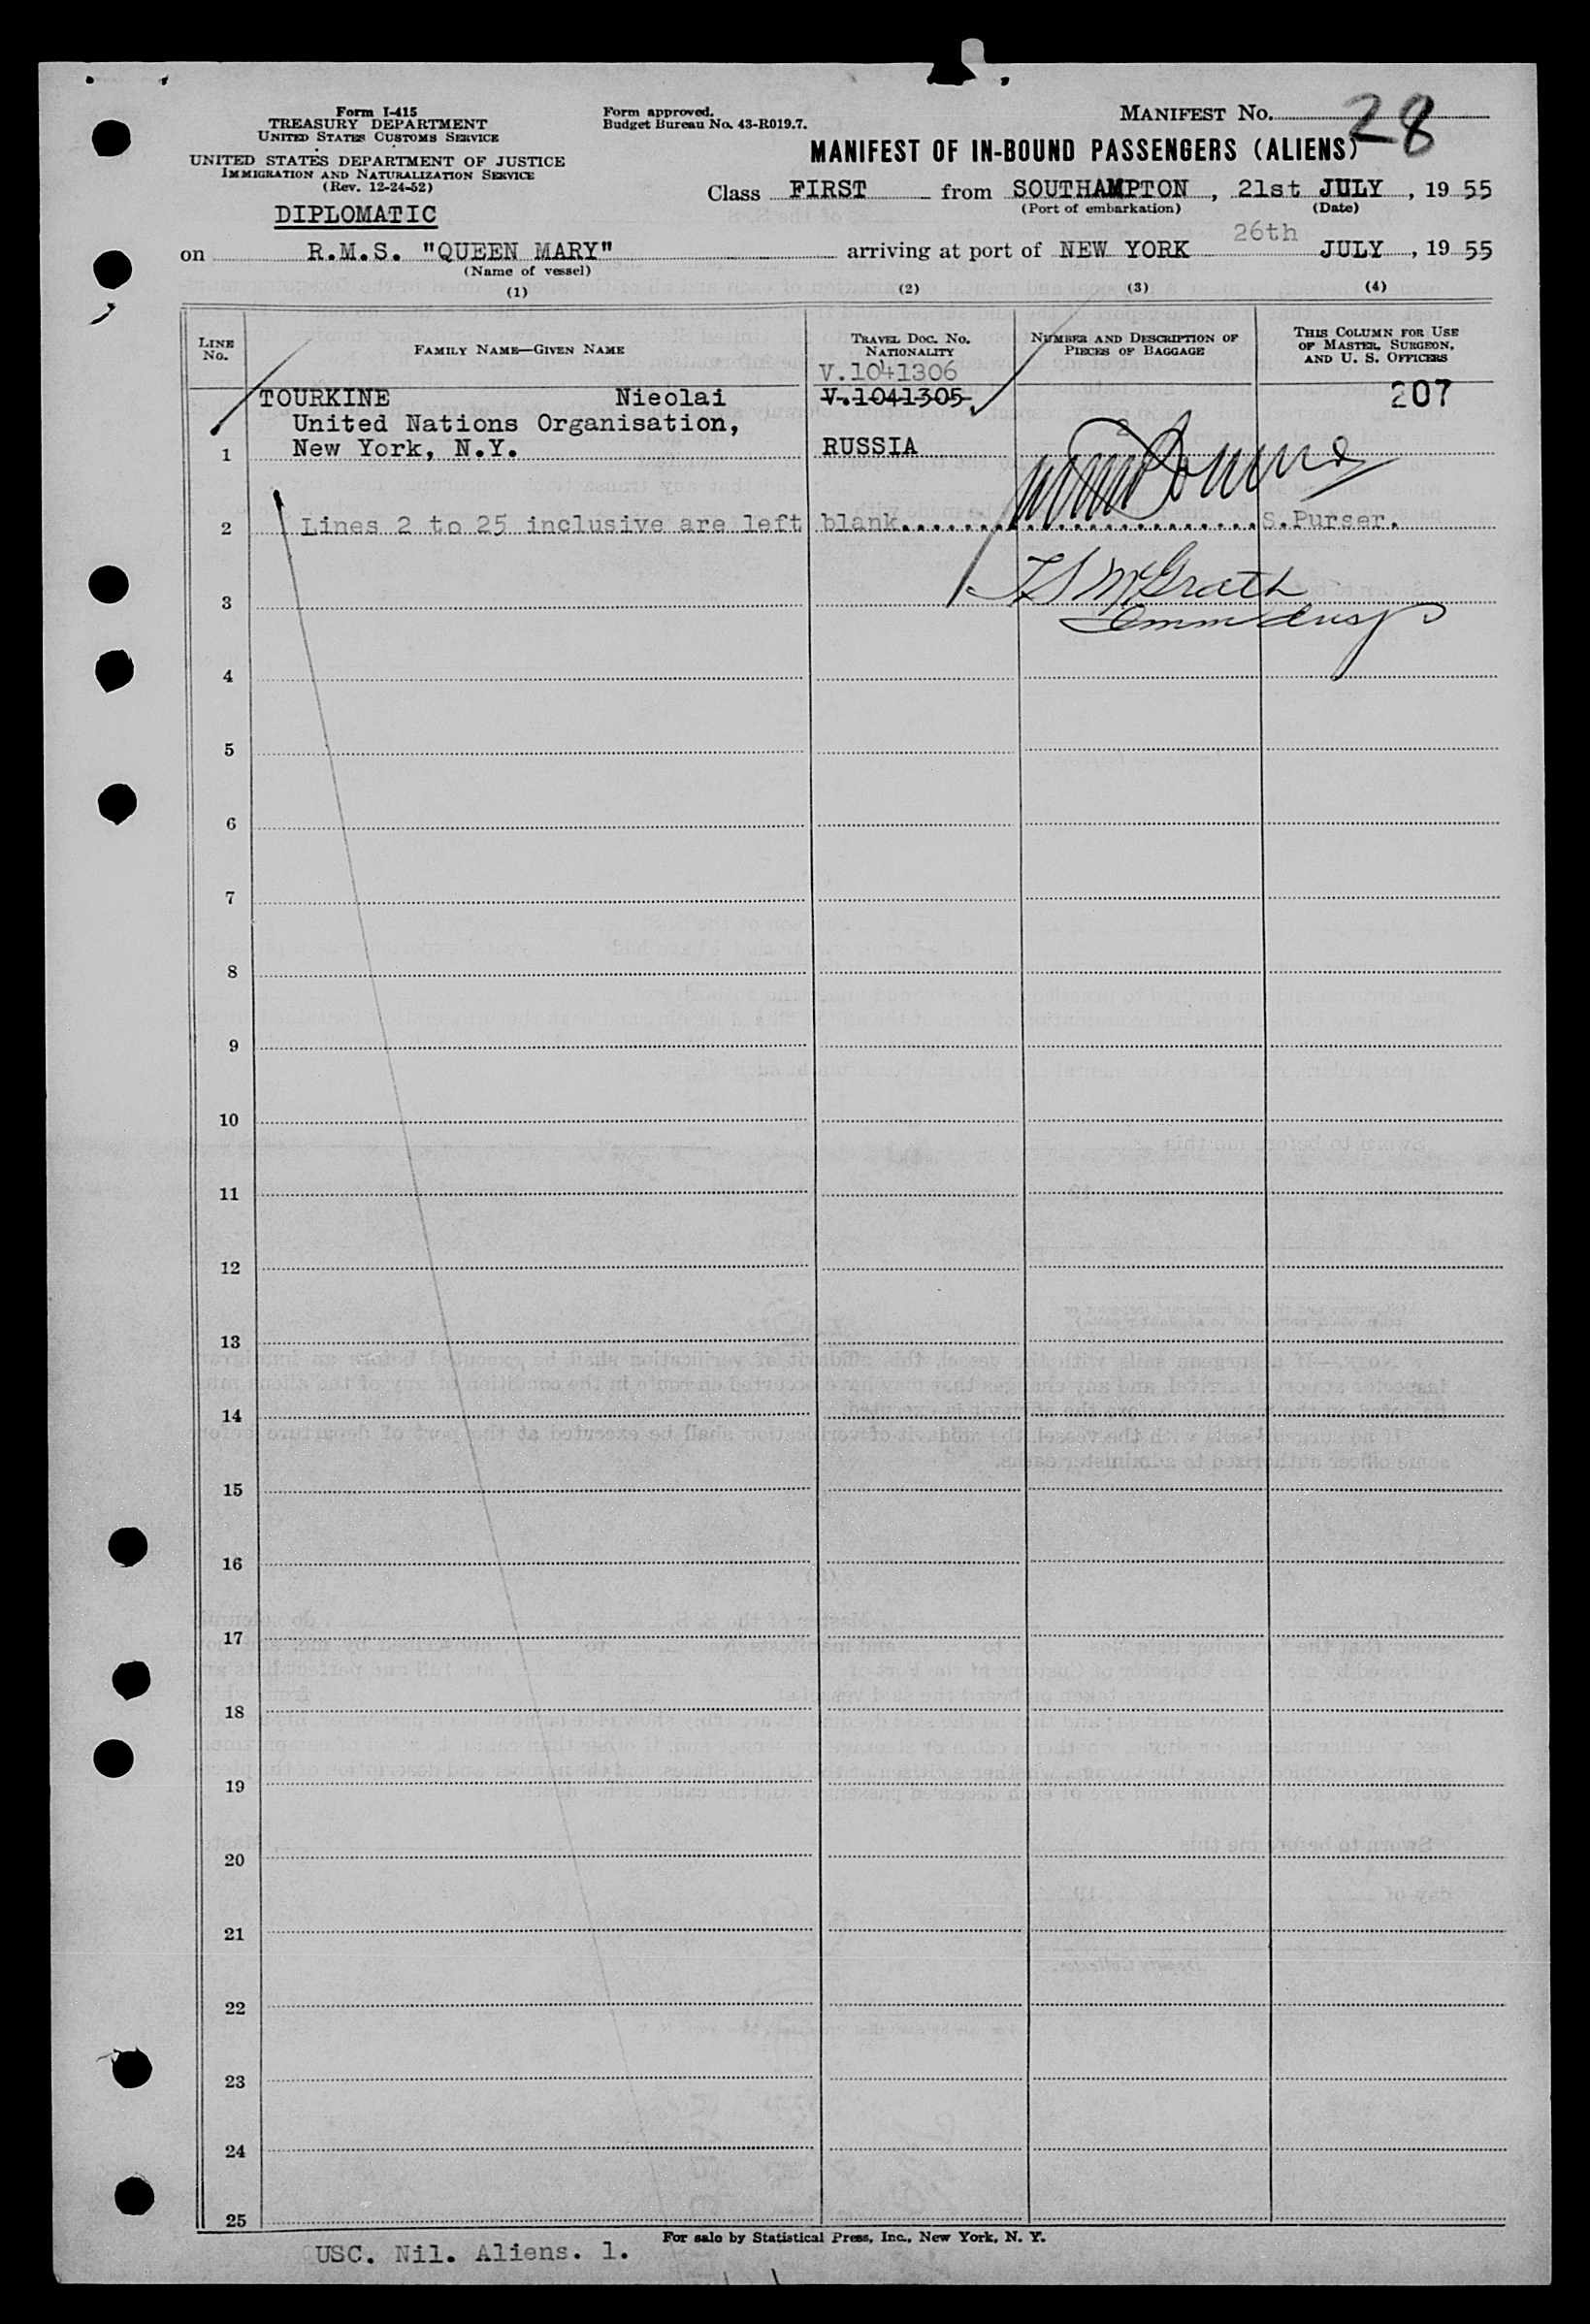 Form I-415
TREASURY DEPARTMENT
UNITED STATES CUSTOMS SERVICE
UNITED STATES DEPARTMENT OF JUSTICE
IMMIGRATION AND NATURALIZATION SERVICE
(Rev. 12-24-52)
Form approved.
Budget Bureau No. 43-R019.7.
MANIFEST NO. 28
MANIFEST OF IN-BOUND PASSENGERS (ALIENS)
Class FIRST from SOUTHAMPTON, 21st JULY, 19 55
(Port of embarkation) (Date)
DIPLOMATIC
26th
on R.M.S. "QUEEN MARY" arriving at port of NEW YORK JULY, 19 55
(Name of vessel)
(1) (2) (3) (4)
LINE No. FAMILY NAME—GIVEN NAME TRAVEL DOC. NO. NATIONALITY NUMBER AND DESCRIPTION OF PIECES OF BAGGAGE THIS COLUMN FOR USE OF MASTER, SURGEON, AND U. S. OFFICERS
V.1041306
TOURKINE Nieolai V.1041305 207
United Nations Organisation,
1 New York, N.Y. RUSSIA
2 Lines 2 to 25 inclusive are left blank........................S.Purser.
3 McGrath
4
5
6
7
8
9
10
11
12
13
14
15
16
17
18
19
20
21
22
23
24
25
For sale by Statistical Press, Inc., New York, N. Y.
USC. Nil. Aliens. 1.